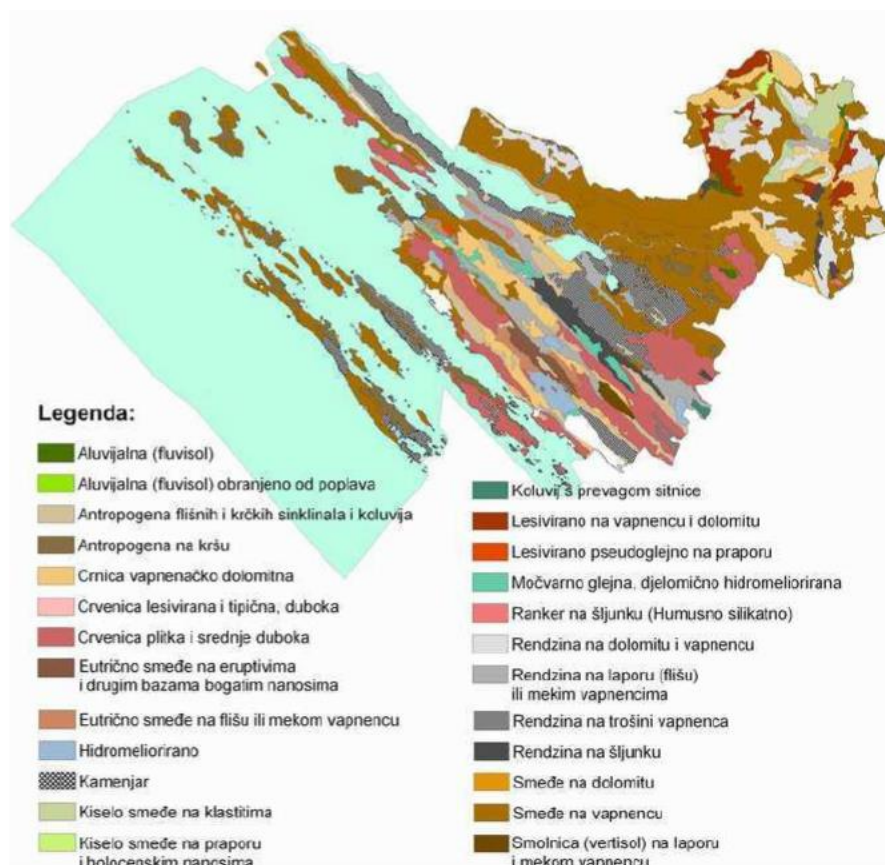 Legenda:
Aluvijalna (fluvisol)
Aluvijalna (fluvisol) obranjeno od poplava
Antropogena flišnih i krčkih sinklinala i koluvija
Antropogena na kršu
Crnica vapnenačko dolomitna
Crvenica lesivirana i tipična, duboka
Crvenica plitka i srednje duboka
Eutrično smeđe na eruptivima
i drugim bazama bogatim nanosima
Eutrično smeđe na flišu ili mekom vapnencu
Hidromeliorirano
Kamenjar
Kiselo smeđe na klastitima
Kiselo smeđe na praporu
i holocenskim nanosima
Koluvij s prevagom sitnice
Lesivirano na vapnencu i dolomitu
Lesivirano pseudoglejno na praporu
Močvarno glejna, djelomično hidromeliorirana
Ranker na šljunku (Humusno silikatno)
Rendzina na dolomitu i vapnencu
Rendzina na laporu (flišu)
ili mekim vapnencima
Rendzina na trošini vapnenca
Rendzina na šljunku
Smeđe na dolomitu
Smeđe na vapnencu
Smolnica (vertisol) na laporu
i mekom vapnencu